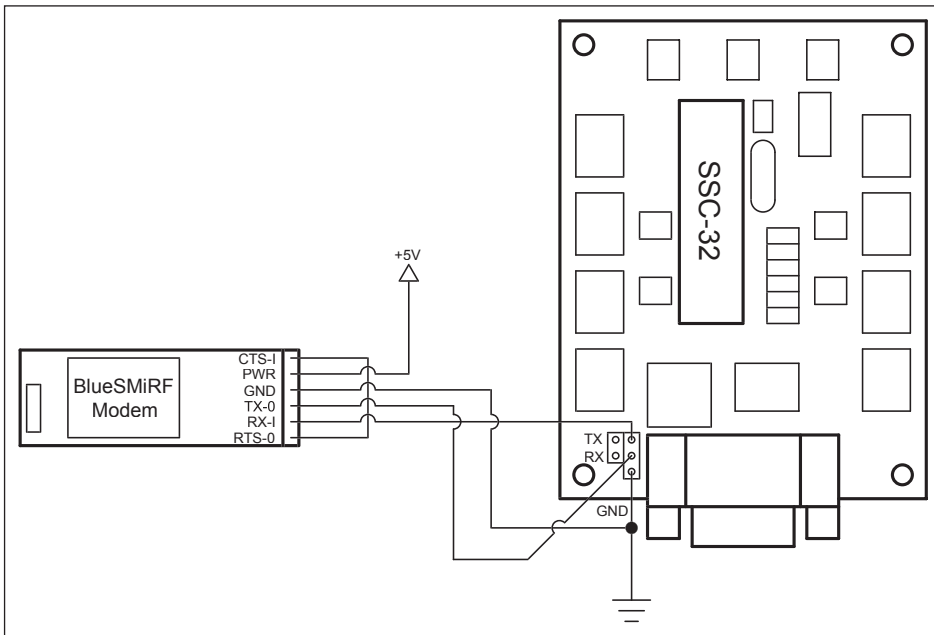 +5V
BlueSMiRF
Modem
CTS-I
PWR
GND
TX-0
RX-I
RTS-0
SSC-32
TX
RX
GND